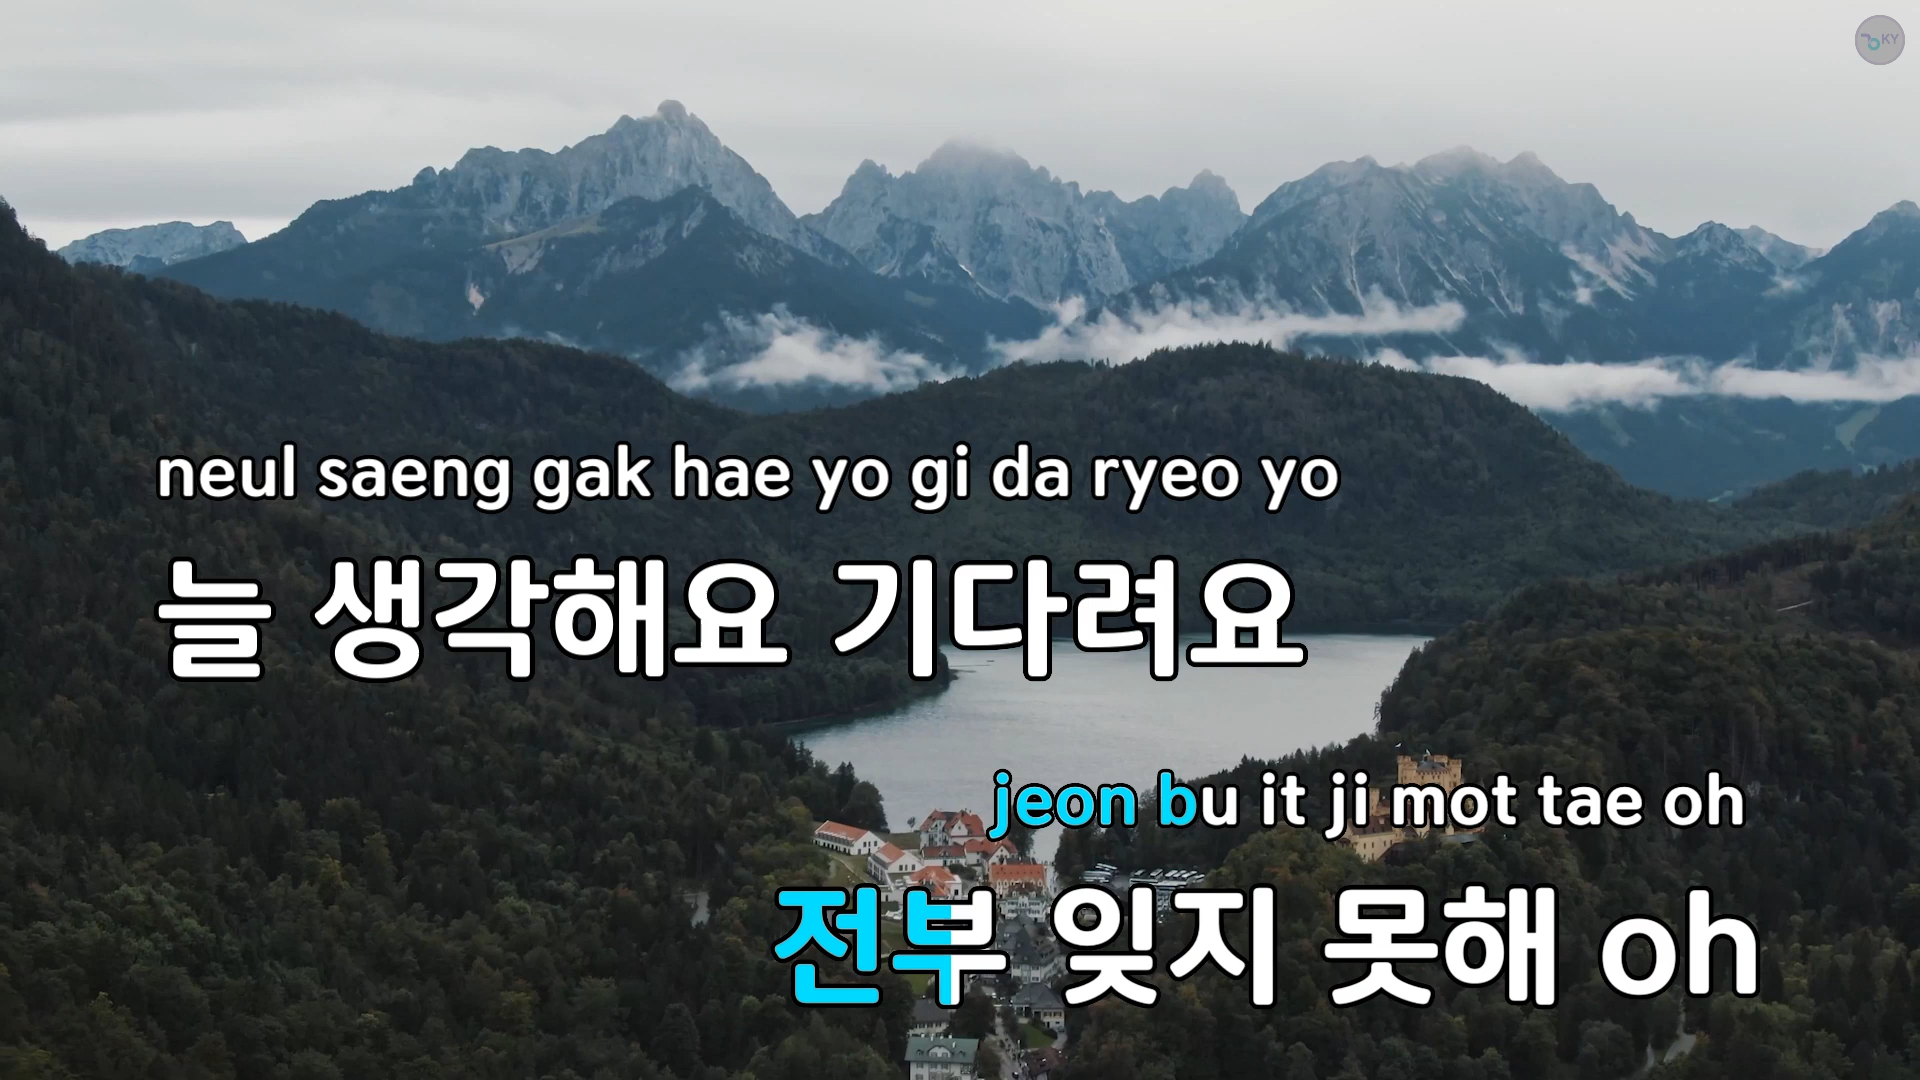 KY
neul saeng gak hae yo gi da ryeo yo
늘 생각해요 기다려요
jeon bu it ji mot tae oh
전부 잊지 못해 oh